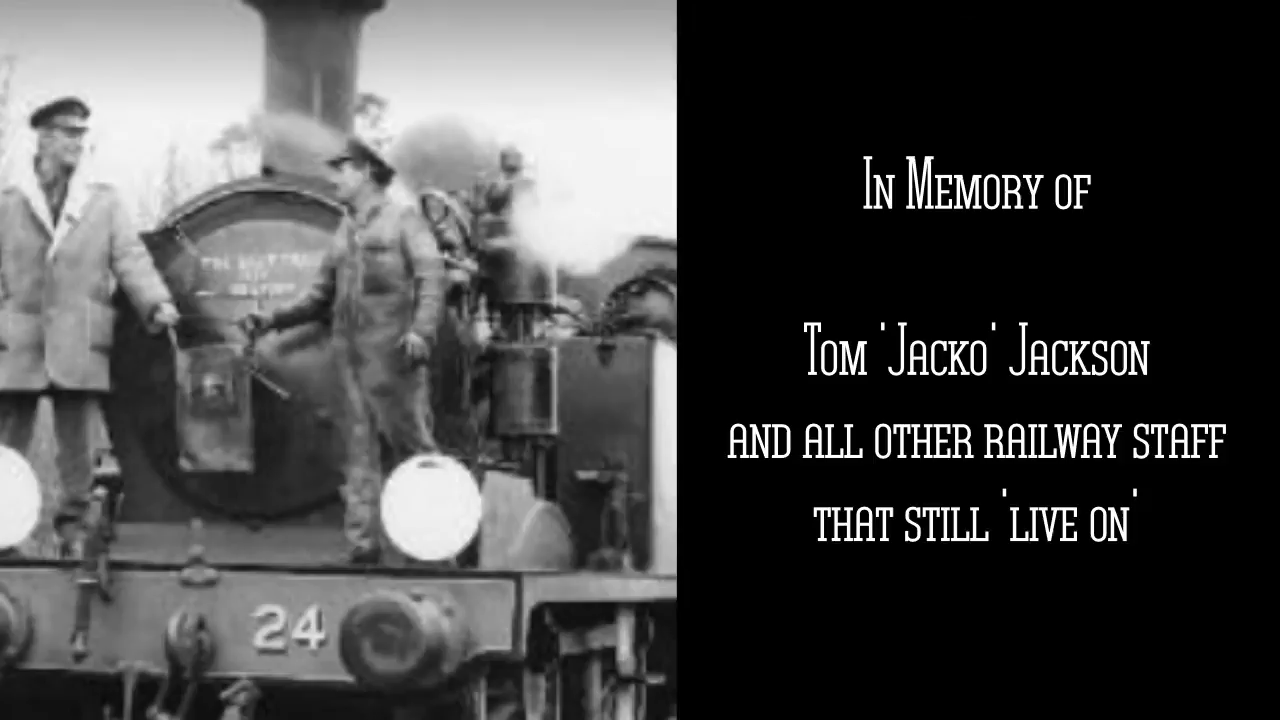 In Memory of
Tom 'Jacko' Jackson
and all other railway staff
that still 'live on'
24